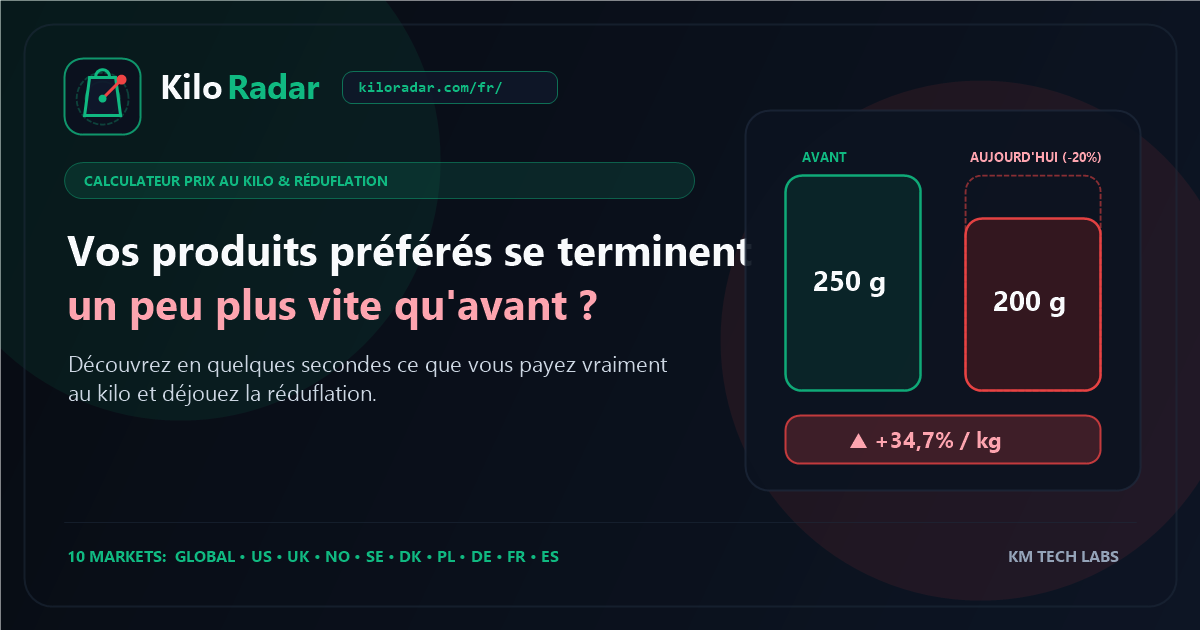 Kilo Radar
kiloradar.com/fr/
CALCULATEUR PRIX AU KILO & RÉDUFLATION
Vos produits préférés se terminent
un peu plus vite qu'avant ?
Découvrez en quelques secondes ce que vous payez vraiment
au kilo et déjouez la réduflation.
AVANT
AUJOURD'HUI (-20%)
250 g
200 g
▲ +34,7% / kg
10 MARKETS: GLOBAL • US • UK • NO • SE • DK • PL • DE • FR • ES
KM TECH LABS